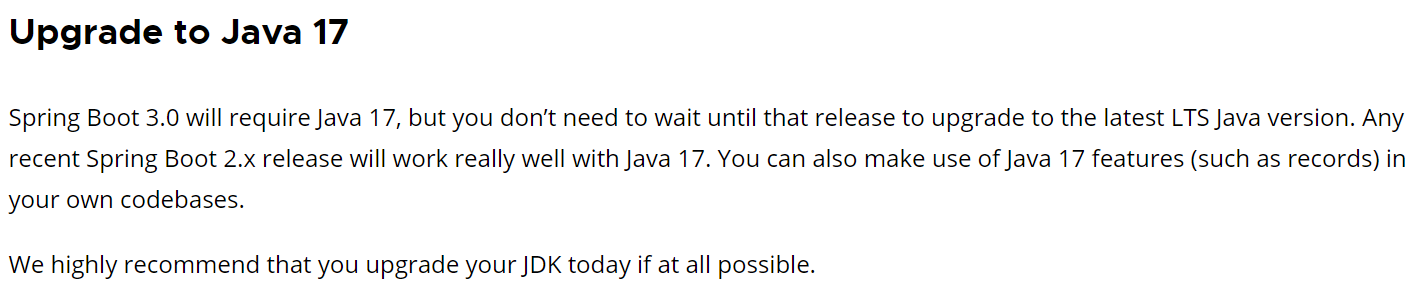 Upgrade to Java 17
Spring Boot 3.0 will require Java 17, but you don’t need to wait until that release to upgrade to the latest LTS Java version. Any
recent Spring Boot 2.x release will work really well with Java 17. You can also make use of Java 17 features (such as records) in
your own codebases.
We highly recommend that you upgrade your JDK today if at all possible.